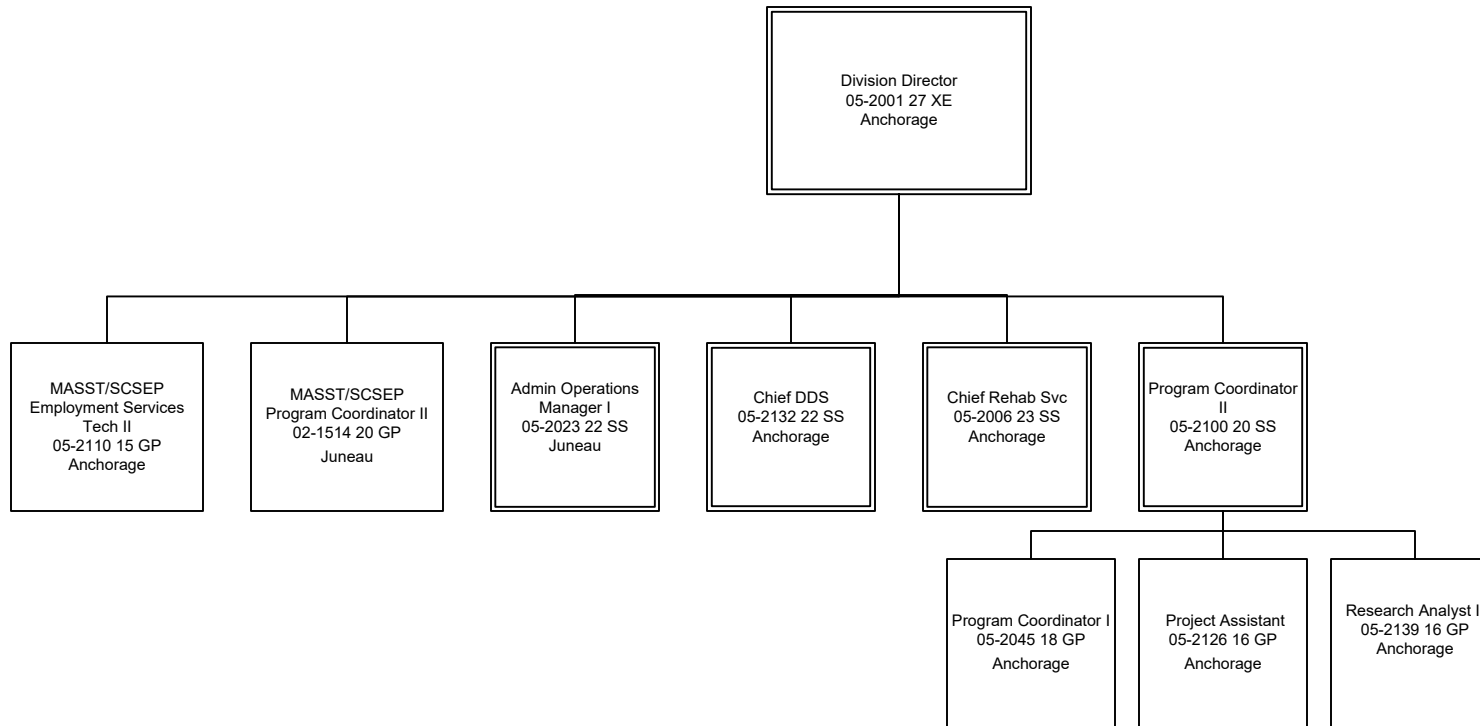 Division Director
05-2001 27 XE
Anchorage
MASST/SCSEP
Employment Services
Tech II
05-2110 15 GP
Anchorage
MASST/SCSEP
Program Coordinator II
02-1514 20 GP
Juneau
Admin Operations
Manager I
05-2023 22 SS
Juneau
Chief DDS
05-2132 22 SS
Anchorage
Chief Rehab Svc
05-2006 23 SS
Anchorage
Program Coordinator
II
05-2100 20 SS
Anchorage
Program Coordinator I
05-2045 18 GP
Anchorage
Project Assistant
05-2126 16 GP
Anchorage
Research Analyst I
05-2139 16 GP
Anchorage